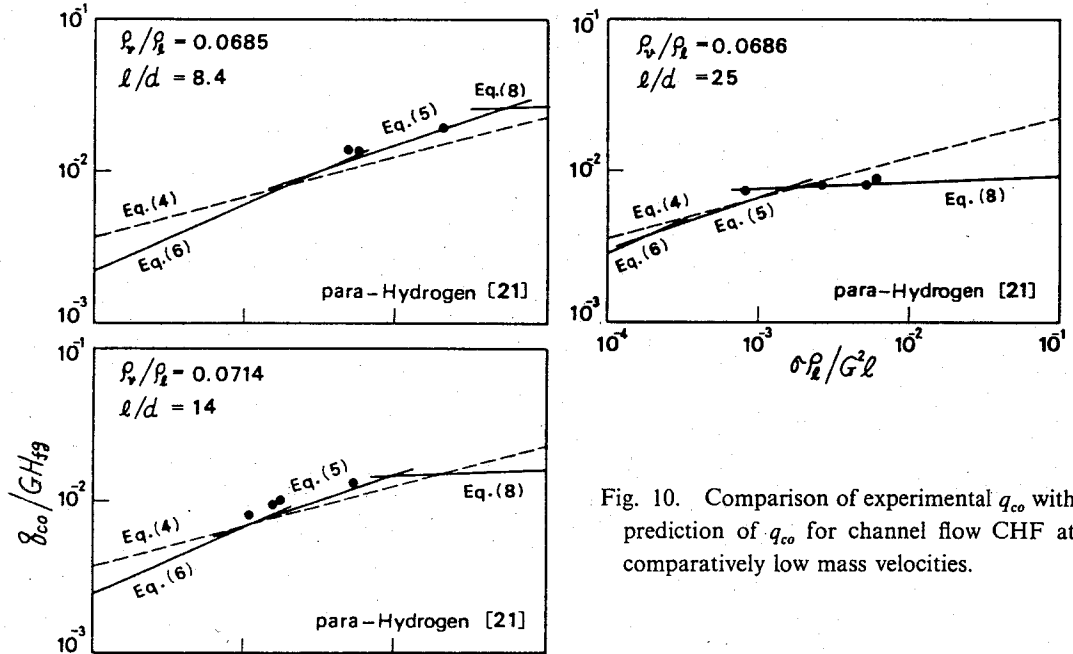 10⁻¹
ρᵥ/ρₗ = 0.0685
ℓ/d = 8.4
Eq.(8)
Eq.(5)
10⁻²
Eq.(4)
Eq.(6)
para-Hydrogen [21]
10⁻³
10⁻¹
ρᵥ/ρₗ = 0.0686
ℓ/d = 25
10⁻²
Eq.(4)
Eq.(5)
Eq.(8)
Eq.(6)
para-Hydrogen [21]
10⁻³
10⁻⁴ 10⁻³ 10⁻² 10⁻¹
σρₗ/G²ℓ
10⁻¹
ρᵥ/ρₗ = 0.0714
ℓ/d = 14
Eq.(5)
10⁻²
Eq.(8)
Eq.(4)
Eq.(6)
para-Hydrogen [21]
10⁻³
q_co/GH_fg
Fig. 10. Comparison of experimental q_co with
prediction of q_co for channel flow CHF at
comparatively low mass velocities.